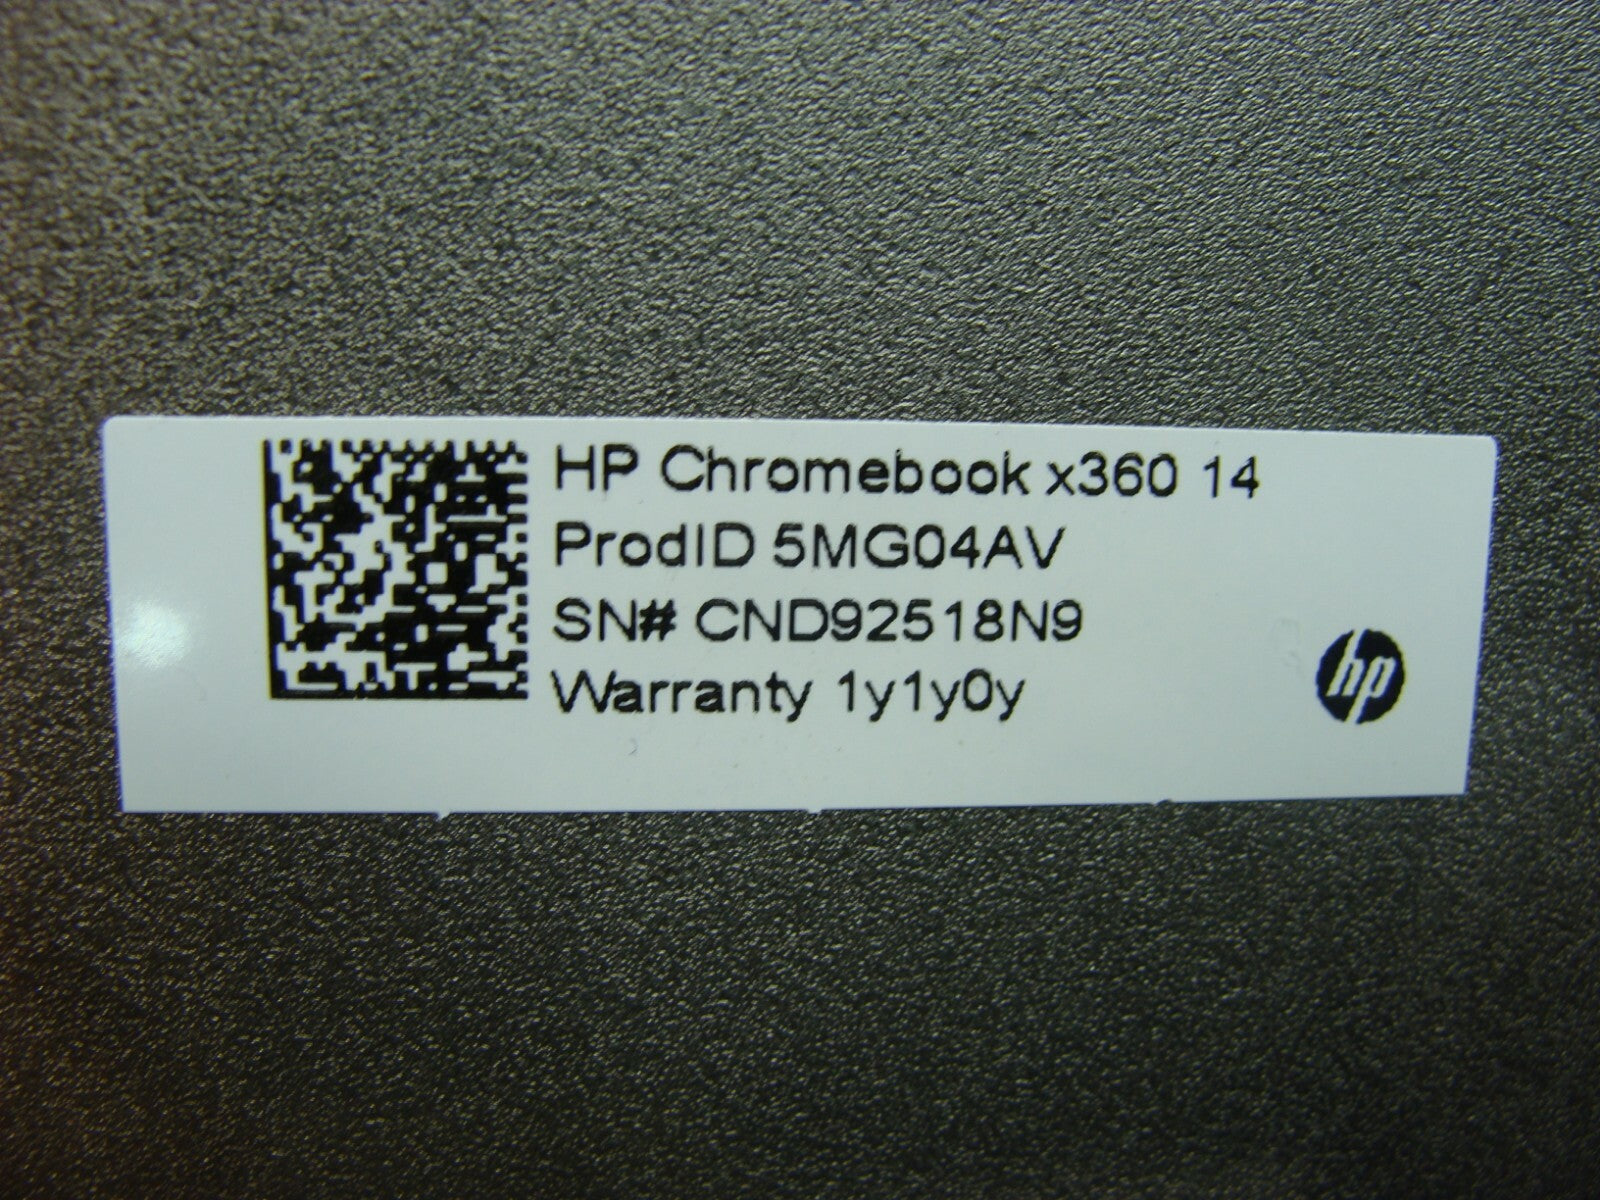 HP Chromebook x360 14
ProdID 5MG04AV
SN# CND92518N9
Warranty 1y1y0y
hp